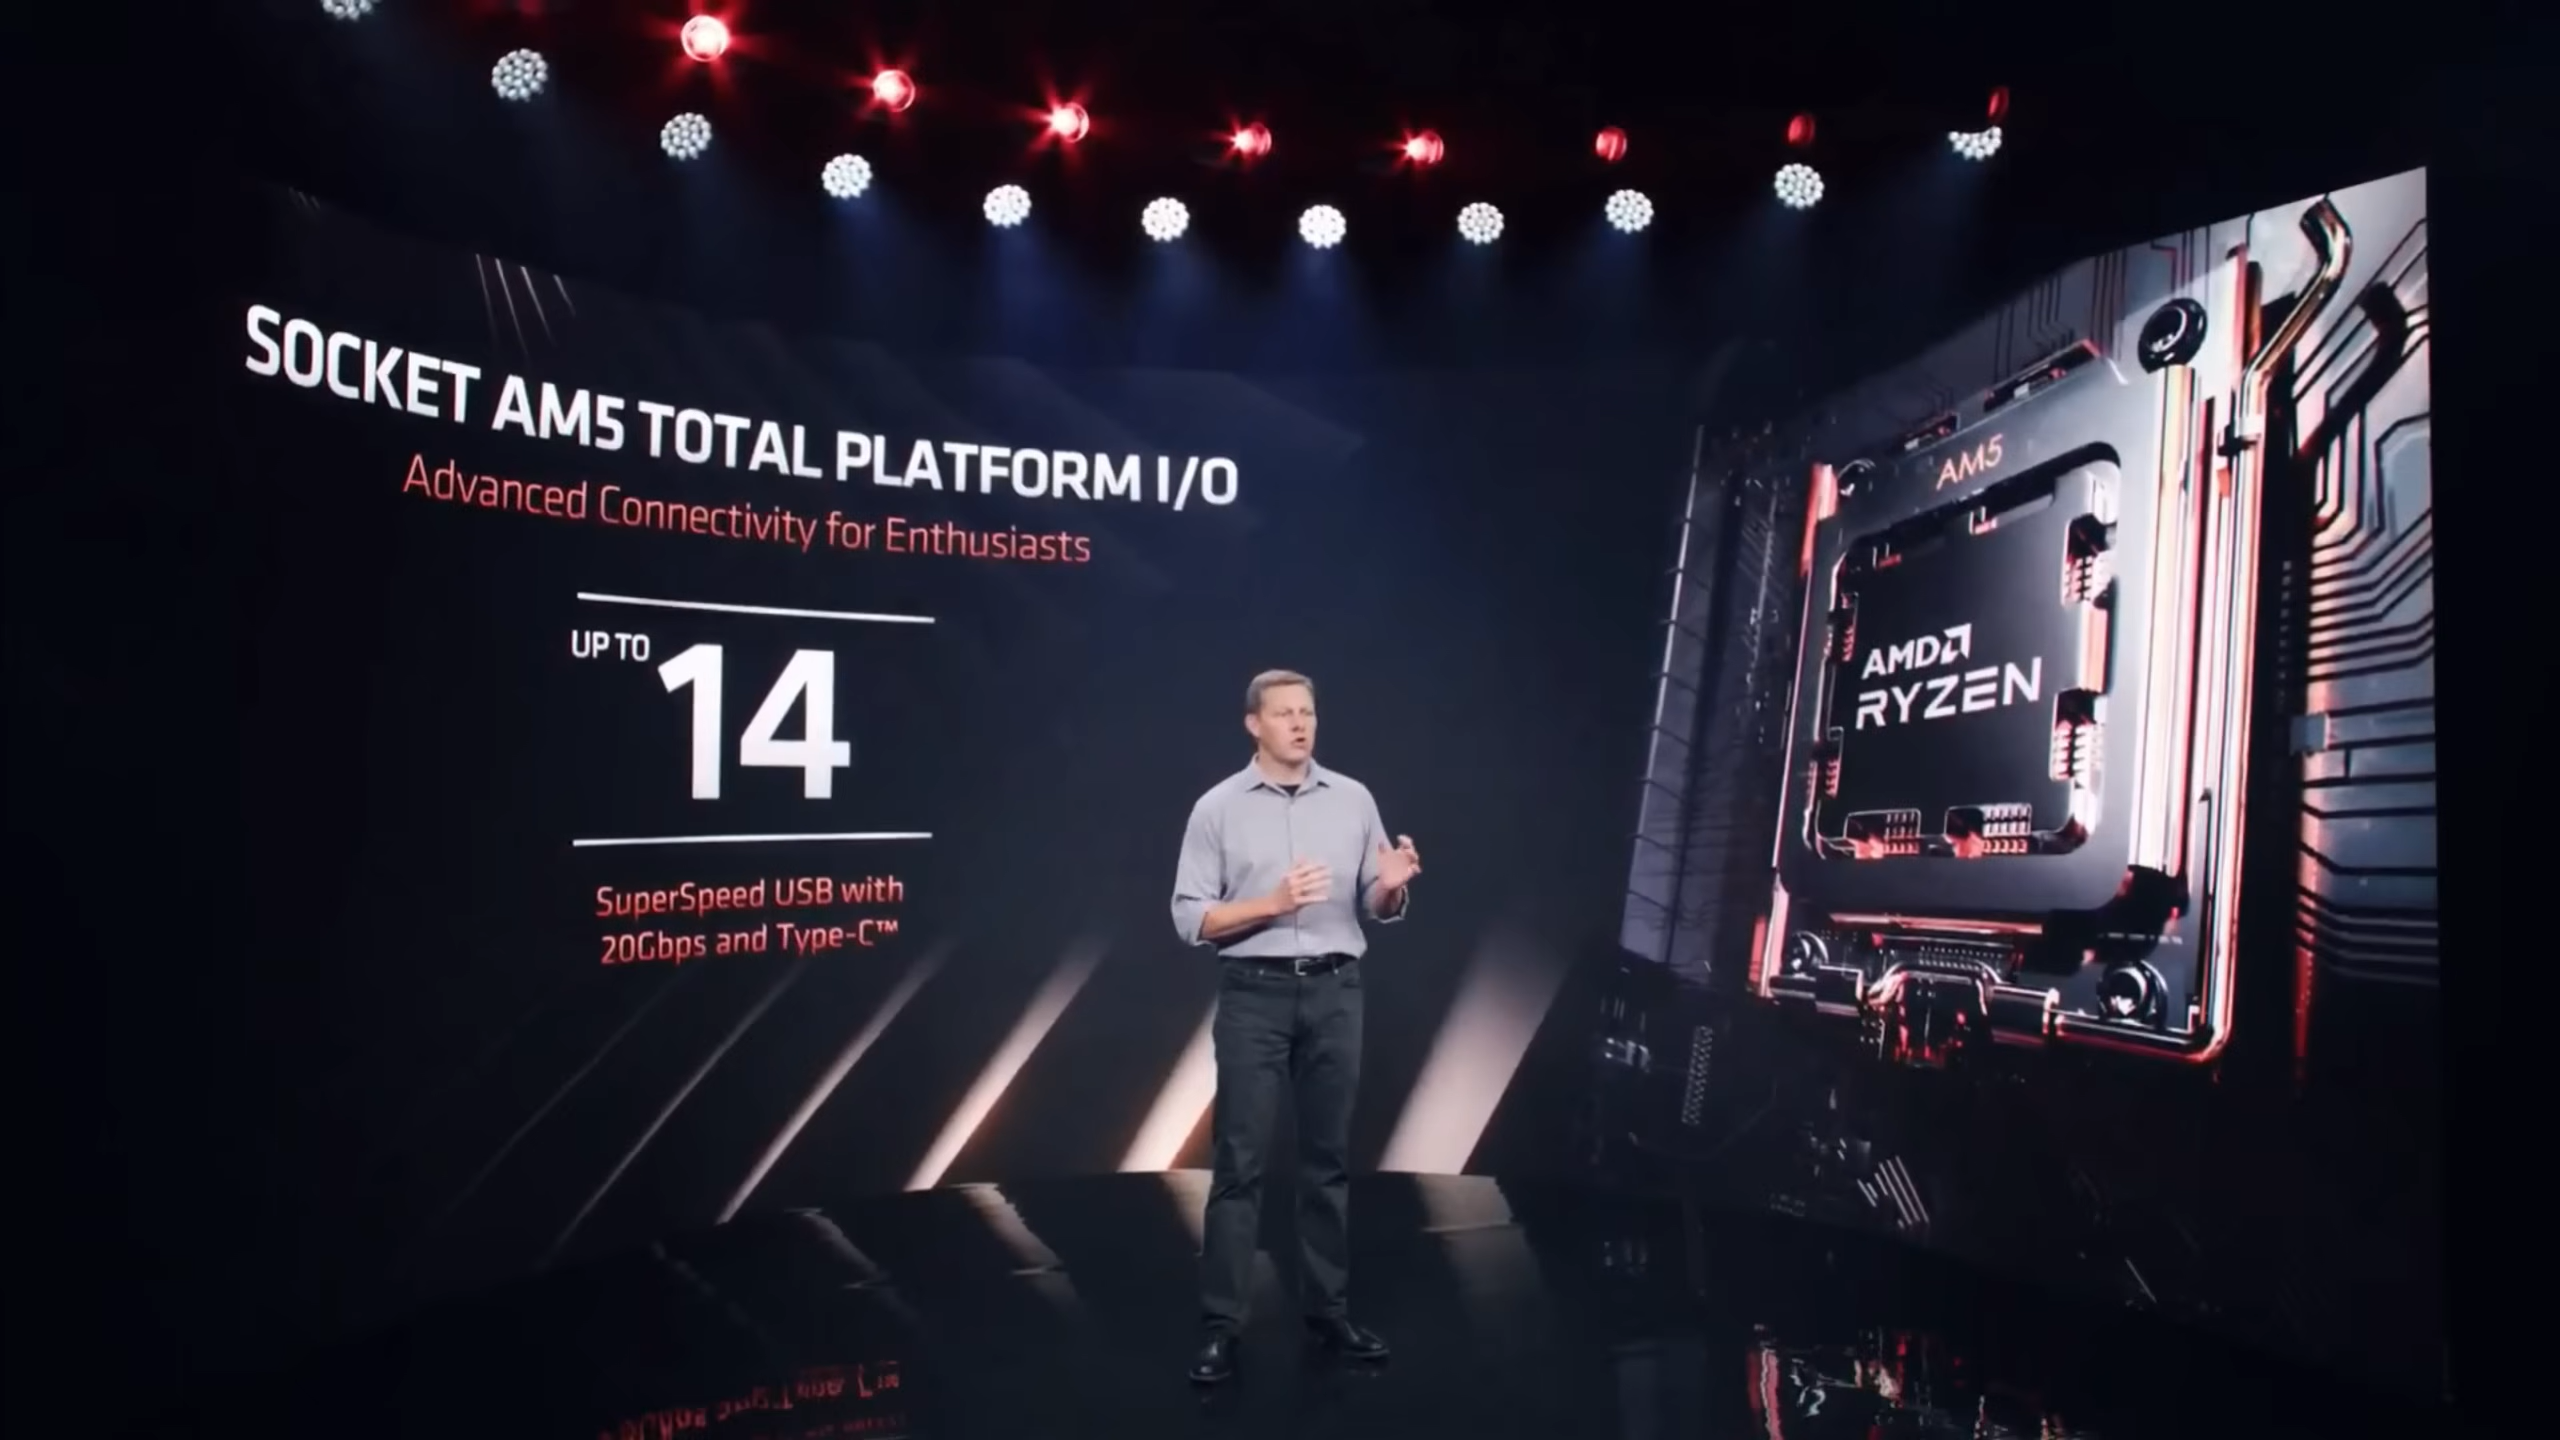 SOCKET AM5 TOTAL PLATFORM I/O
Advanced Connectivity for Enthusiasts
UP TO 14
SuperSpeed USB with
20Gbps and Type-C™
AM5
AMD
RYZEN